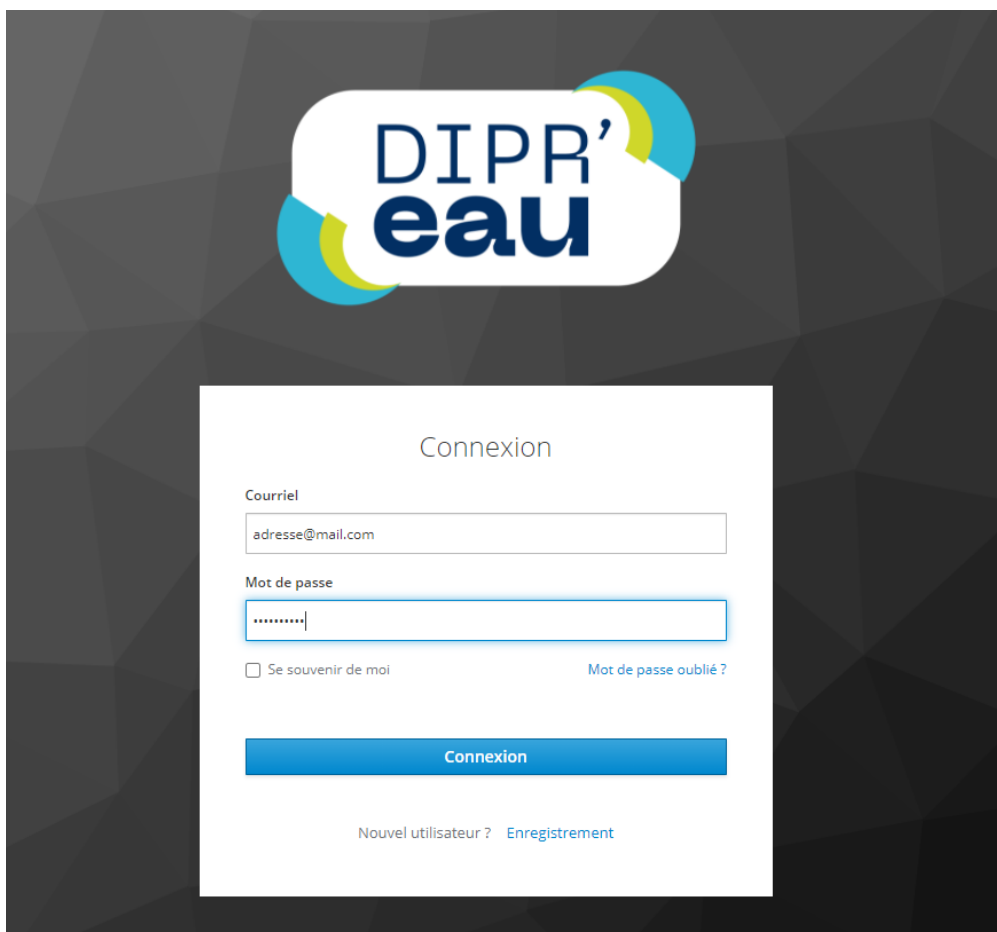 DIPR'
eau
Connexion
Courriel
adresse@mail.com
Mot de passe
••••••••••
Se souvenir de moi Mot de passe oublié ?
Connexion
Nouvel utilisateur ? Enregistrement